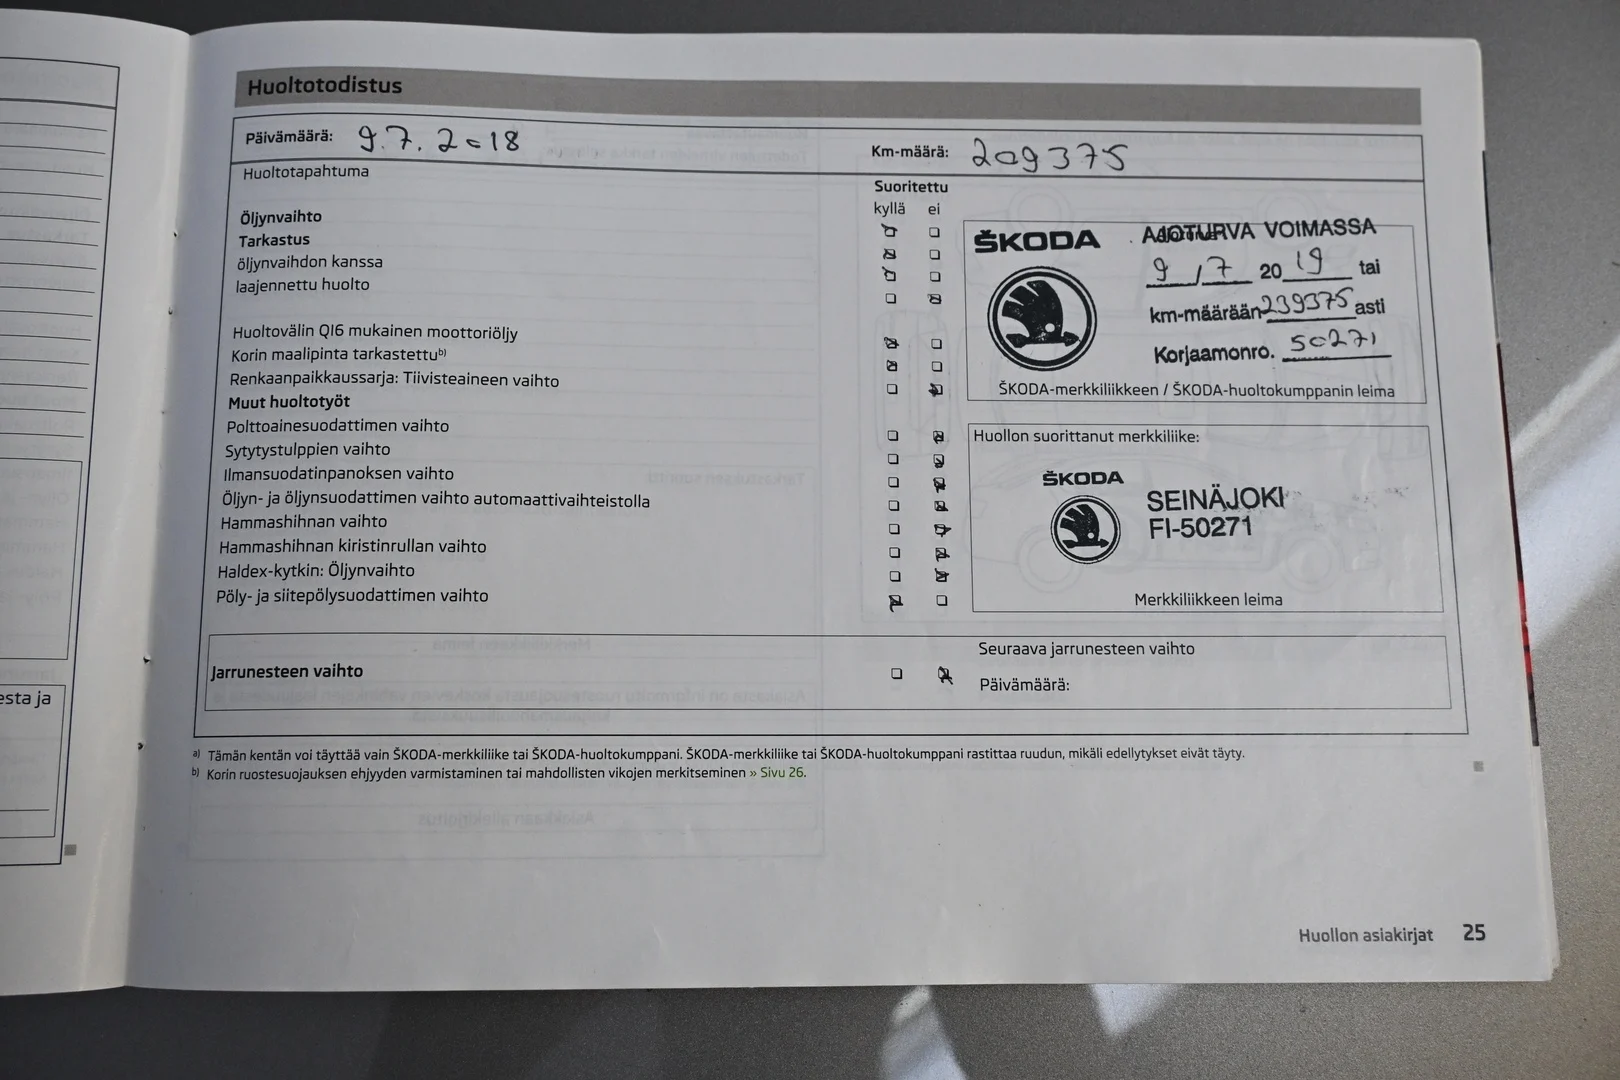 Huoltotodistus
Päivämäärä: 9.7.2018
Km-määrä: 209375
Huoltotapahtuma
Suoritettu
kyllä ei
Öljynvaihto
Tarkastus
öljynvaihdon kanssa
laajennettu huolto
Huoltovälin QI6 mukainen moottoriöljy
Korin maalipinta tarkastettu b)
Renkaanpaikkaussarja: Tiivisteaineen vaihto
Muut huoltotyöt
Polttoainesuodattimen vaihto
Sytytystulppien vaihto
Ilmansuodatinpanoksen vaihto
Öljyn- ja öljynsuodattimen vaihto automaattivaihteistolla
Hammashihnan vaihto
Hammashihnan kiristinrullan vaihto
Haldex-kytkin: Öljynvaihto
Pöly- ja siitepölysuodattimen vaihto
ŠKODA
AJOTURVA VOIMASSA
9 / 7 2019 tai
km-määrään 239375 asti
Korjaamonro. 50271
ŠKODA-merkkiliikkeen / ŠKODA-huoltokumppanin leima
Huollon suorittanut merkkiliike:
ŠKODA
SEINÄJOKI
FI-50271
Merkkiliikkeen leima
Jarrunesteen vaihto
Seuraava jarrunesteen vaihto
Päivämäärä:
a) Tämän kentän voi täyttää vain ŠKODA-merkkiliike tai ŠKODA-huoltokumppani. ŠKODA-merkkiliike tai ŠKODA-huoltokumppani rastittaa ruudun, mikäli edellytykset eivät täyty.
b) Korin ruostesuojauksen ehjyyden varmistaminen tai mahdollisten vikojen merkitseminen » Sivu 26.
esta ja
Huollon asiakirjat 25